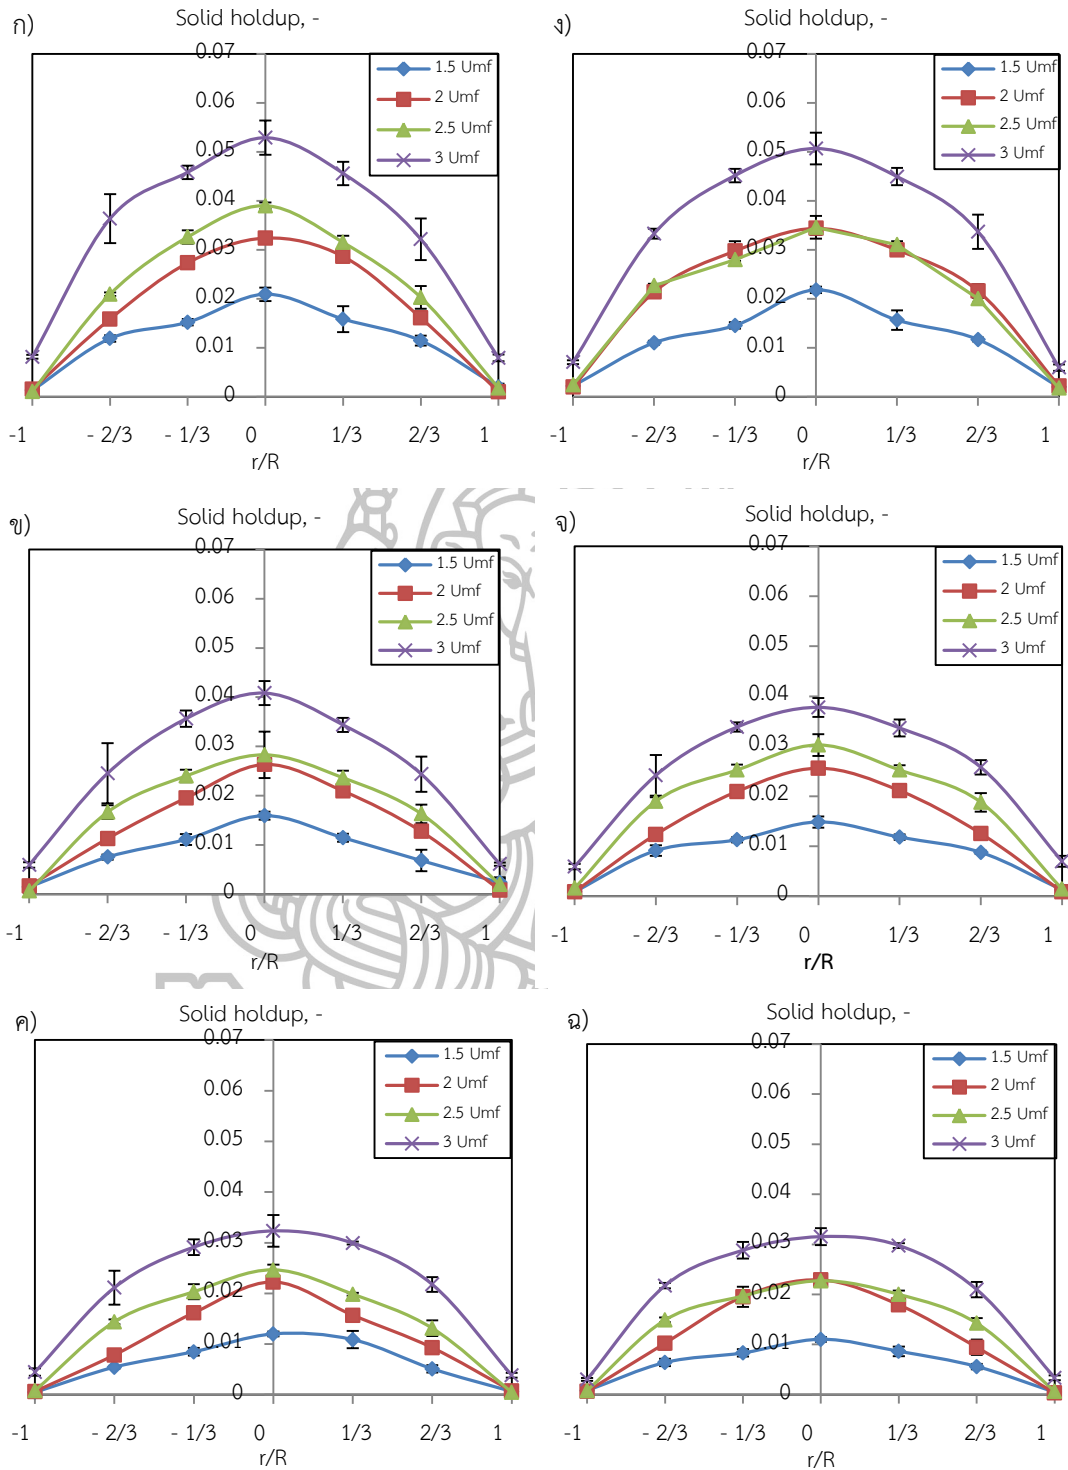 ก)
Solid holdup, -
0.07
0.06
0.05
0.04
0.03
0.02
0.01
0
1.5 Umf
2 Umf
2.5 Umf
3 Umf
-1 - 2/3 - 1/3 0 1/3 2/3 1
r/R
ง)
Solid holdup, -
0.07
0.06
0.05
0.04
0.03
0.02
0.01
0
1.5 Umf
2 Umf
2.5 Umf
3 Umf
-1 - 2/3 - 1/3 0 1/3 2/3 1
r/R
ข)
Solid holdup, -
0.07
0.06
0.05
0.04
0.03
0.02
0.01
0
1.5 Umf
2 Umf
2.5 Umf
3 Umf
-1 - 2/3 - 1/3 0 1/3 2/3 1
r/R
จ)
Solid holdup, -
0.07
0.06
0.05
0.04
0.03
0.02
0.01
0
1.5 Umf
2 Umf
2.5 Umf
3 Umf
-1 - 2/3 - 1/3 0 1/3 2/3 1
r/R
ค)
Solid holdup, -
0.07
0.06
0.05
0.04
0.03
0.02
0.01
0
1.5 Umf
2 Umf
2.5 Umf
3 Umf
-1 - 2/3 - 1/3 0 1/3 2/3 1
r/R
ฉ)
Solid holdup, -
0.07
0.06
0.05
0.04
0.03
0.02
0.01
0
1.5 Umf
2 Umf
2.5 Umf
3 Umf
-1 - 2/3 - 1/3 0 1/3 2/3 1
r/R